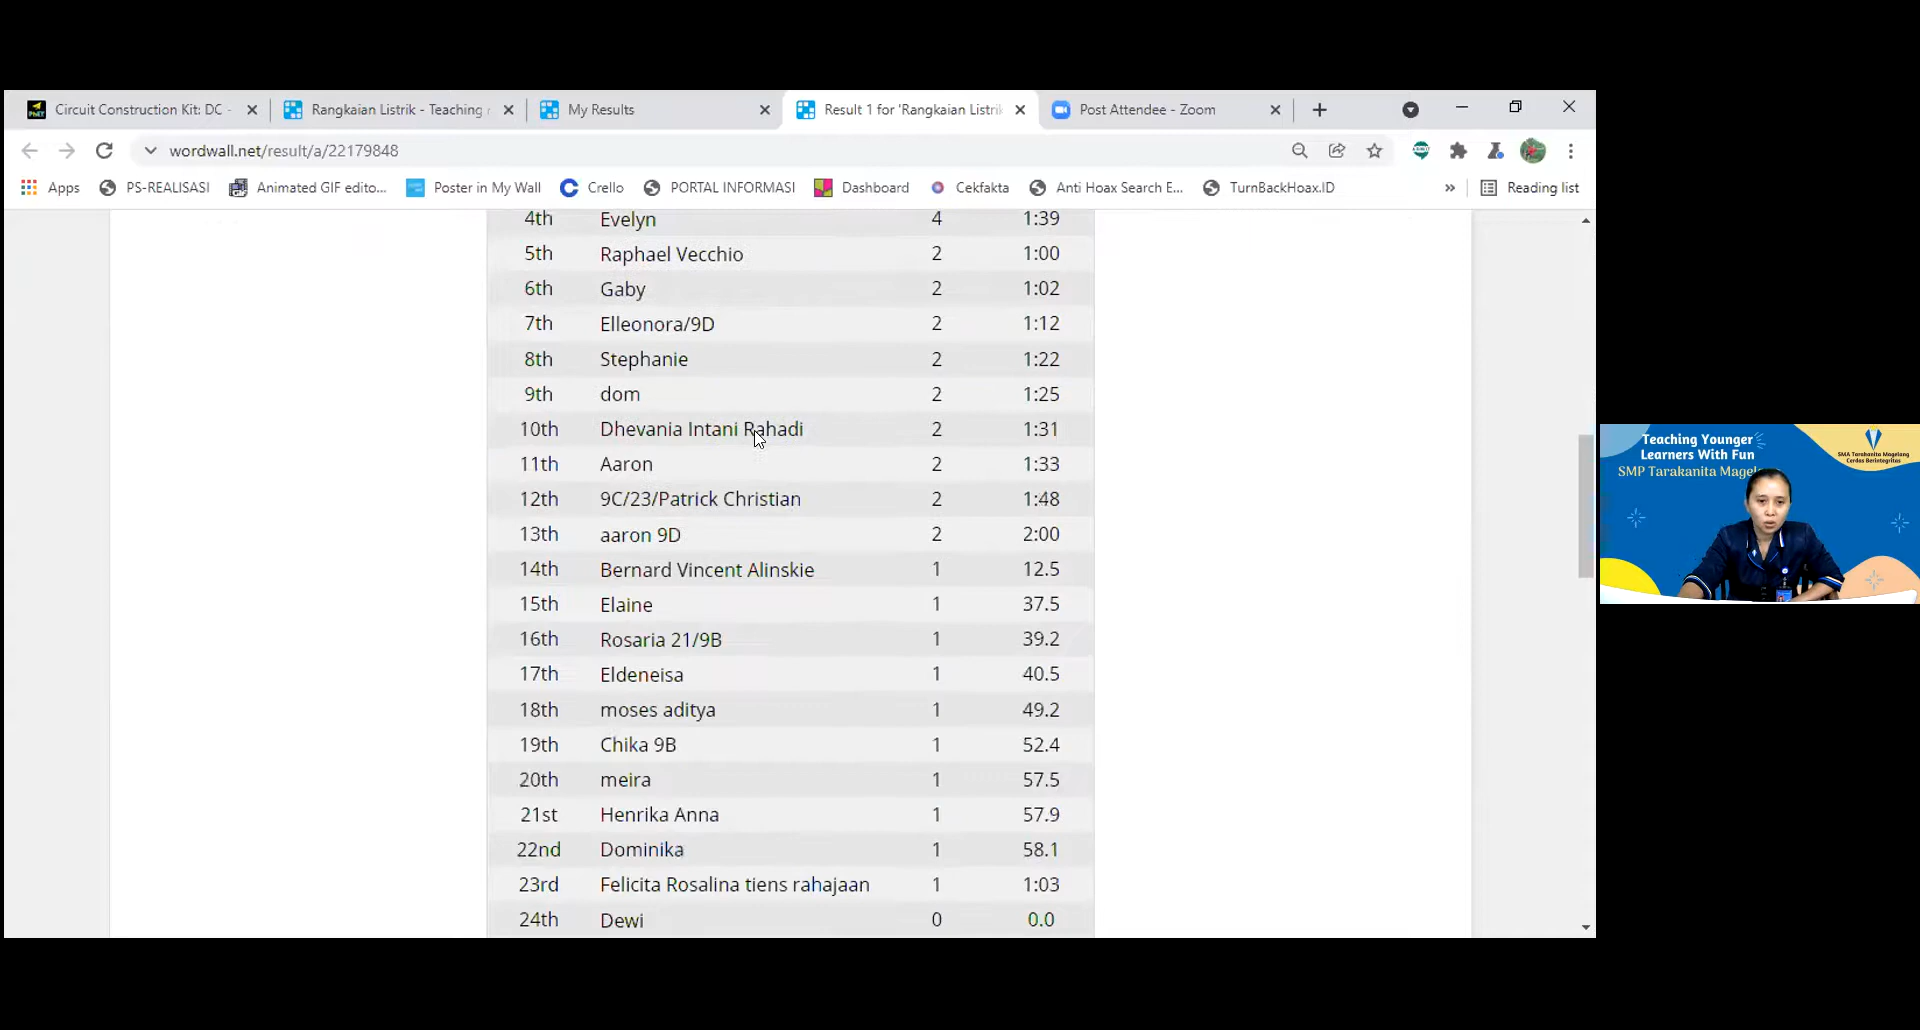 Circuit Construction Kit: DC -
Rangkaian Listrik - Teaching r
My Results
Result 1 for 'Rangkaian Listrik
Post Attendee - Zoom
wordwall.net/result/a/22179848
Apps PS-REALISASI Animated GIF edito... Poster in My Wall Crello PORTAL INFORMASI Dashboard Cekfakta Anti Hoax Search E... TurnBackHoax.ID » Reading list
4th Evelyn 4 1:39
5th Raphael Vecchio 2 1:00
6th Gaby 2 1:02
7th Elleonora/9D 2 1:12
8th Stephanie 2 1:22
9th dom 2 1:25
10th Dhevania Intani Rahadi 2 1:31
11th Aaron 2 1:33
12th 9C/23/Patrick Christian 2 1:48
13th aaron 9D 2 2:00
14th Bernard Vincent Alinskie 1 12.5
15th Elaine 1 37.5
16th Rosaria 21/9B 1 39.2
17th Eldeneisa 1 40.5
18th moses aditya 1 49.2
19th Chika 9B 1 52.4
20th meira 1 57.5
21st Henrika Anna 1 57.9
22nd Dominika 1 58.1
23rd Felicita Rosalina tiens rahajaan 1 1:03
24th Dewi 0 0.0
Teaching Younger
Learners With Fun
SMP Tarakanita
SMA Tarakanita Magelang
Cerdas Berintegritas